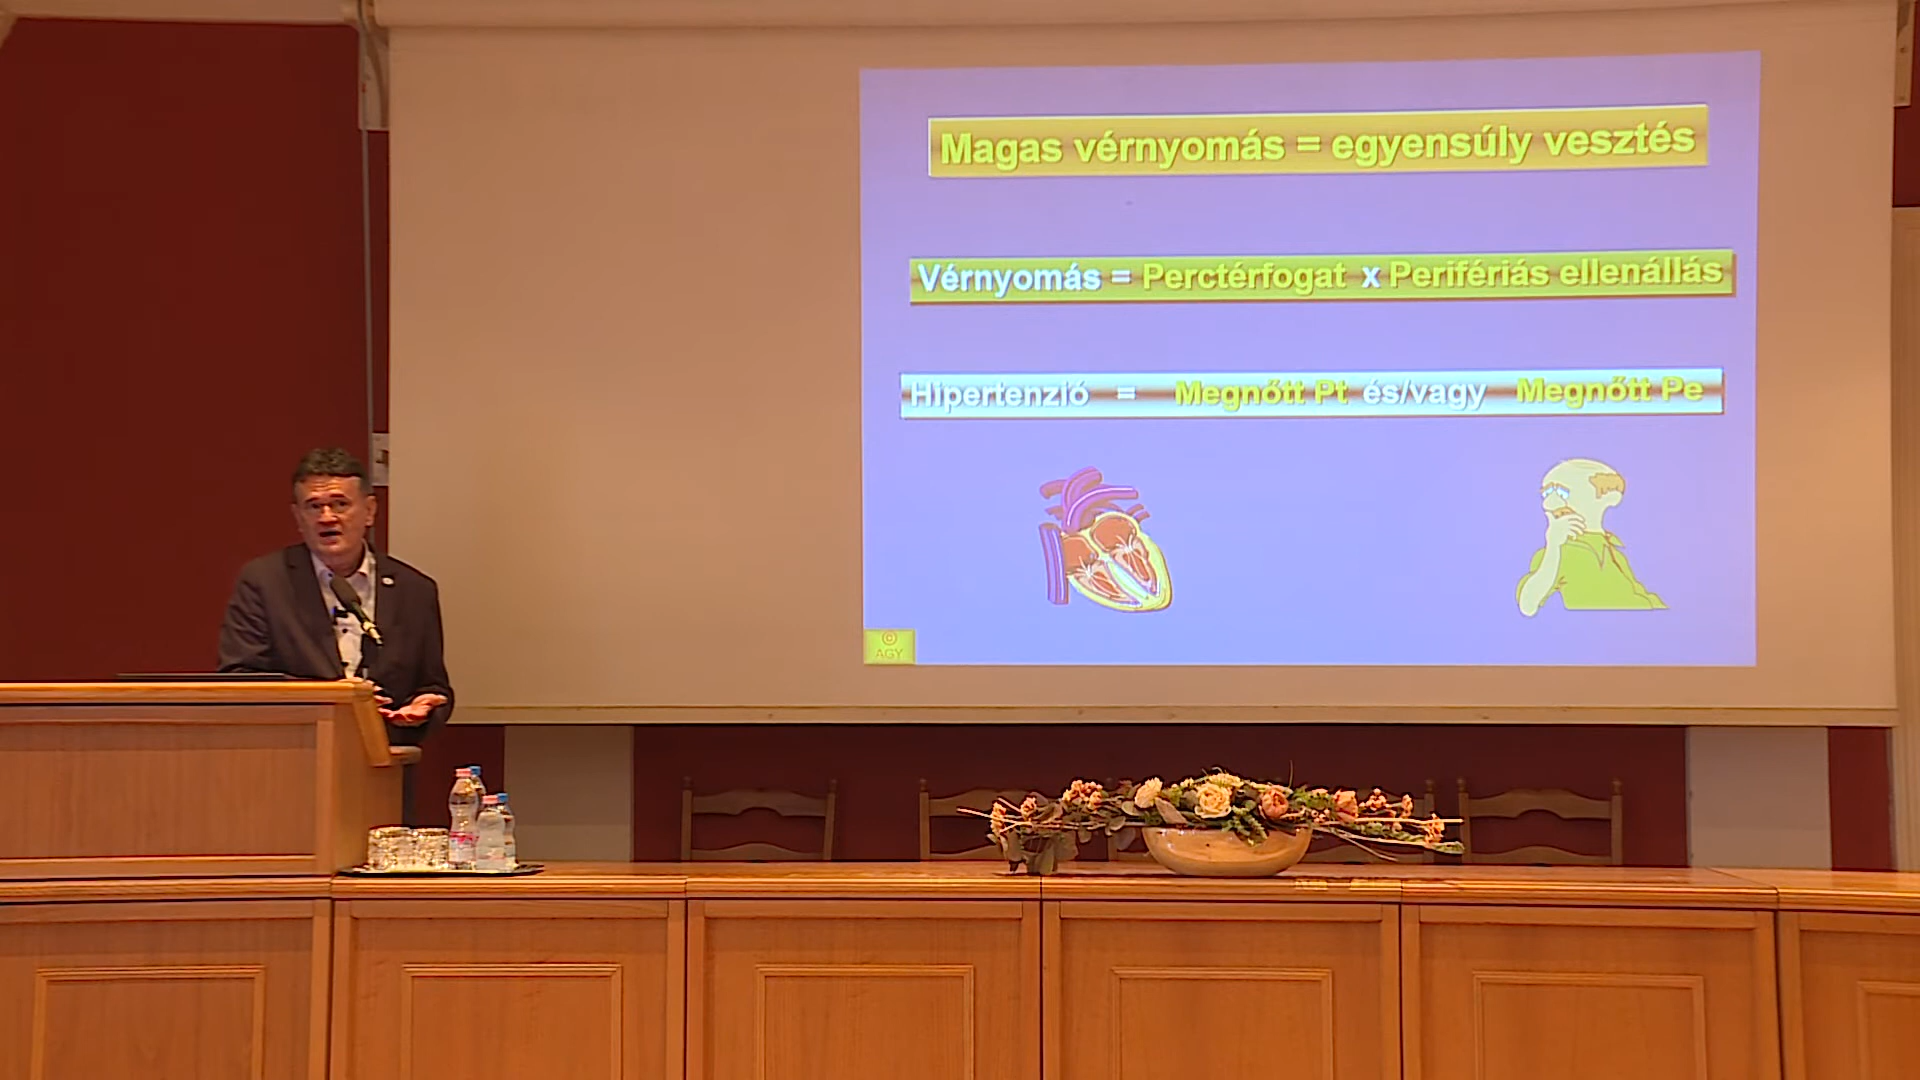 Magas vérnyomás = egyensúly vesztés
Vérnyomás = Perctérfogat x Perifériás ellenállás
Hipertenzió = Megnőtt Pt és/vagy Megnőtt Pe
©
AGY